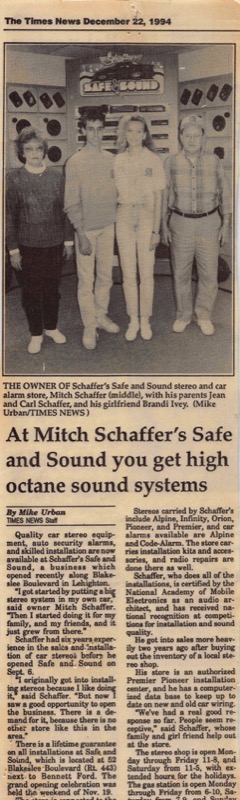 The Times News December 22, 1994
SAFE & SOUND
THE OWNER OF Schaffer's Safe and Sound stereo and car
alarm store, Mitch Schaffer (middle), with his parents Jean
and Carl Schaffer, and his girlfriend Brandi Ivey. (Mike
Urban/TIMES NEWS)
At Mitch Schaffer's Safe
and Sound you get high
octane sound systems
By Mike Urban
TIMES NEWS Staff
Quality car stereo equip-
ment, auto security alarms,
and skilled installation are now
available at Schaffer's Safe and
Sound, a business which
opened recently along Blake-
slee Boulevard in Lehighton.
"I got started by putting a big
stereo system in my own car,"
said owner Mitch Schaffer.
"Then I started doing it for my
family, and my friends, and it
just grew from there."
Schaffer had six years exper-
ience in the sales and installa-
tion of car stereos before he
opened Safe and Sound on
Sept. 6.
"I originally got into install-
ing stereos because I like doing
it," said Schaffer. "But now I
saw a good opportunity to open
the business. There is a de-
mand for it, because there is no
other store like this in the
area."
There is a lifetime guarantee
on all installations at Safe and
Sound, which is located at 52
Blakeslee Boulevard (Rt. 443)
next to Bennett Ford. The
grand opening celebration was
held the weekend of Nov. 19.
Stereos carried by Schaffer's
include Alpine, Infinity, Orion,
Pioneer, and Premier, and car
alarms available are Alpine
and Code-Alarm. The store car-
ries installation kits and acces-
sories, and radio repairs are
done there as well.
Schaffer, who does all of the
installations, is certified by the
National Academy of Mobile
Electronics as an audio ar-
chitect, and has received na-
tional recognition at competi-
tions for installation and sound
quality.
He got into sales more heav-
ily two years ago after buying
out the inventory of a local ste-
reo shop.
His store is an authorized
Premier Pioneer installation
center, and he has a computer-
ized data base to keep up to
date on new and old car wiring.
"We've had a real good re-
sponse so far. People seem re-
ceptive," said Schaffer, whose
family and girl friend help out
at the store.
The stereo shop is open Mon-
day through Friday 11-8, and
Saturday from 11-5, with ex-
tended hours for the holidays.
The gas station is open Monday
through Friday from 6-10,